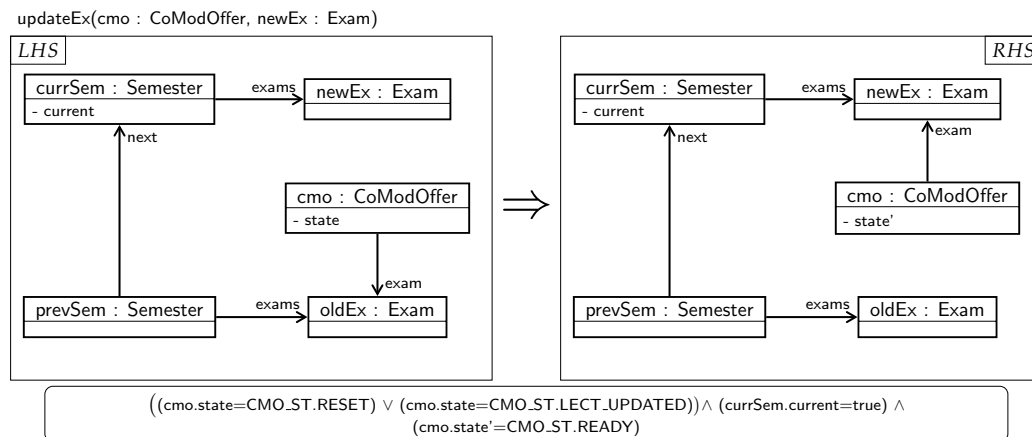 updateEx(cmo : CoModOffer, newEx : Exam)
LHS
currSem : Semester
- current
exams
newEx : Exam
next
cmo : CoModOffer
- state
exam
prevSem : Semester
exams
oldEx : Exam
⇒
RHS
currSem : Semester
- current
exams
newEx : Exam
next
exam
cmo : CoModOffer
- state'
prevSem : Semester
exams
oldEx : Exam
((cmo.state=CMO_ST.RESET) ∨ (cmo.state=CMO_ST.LECT_UPDATED))∧ (currSem.current=true) ∧
(cmo.state'=CMO_ST.READY)